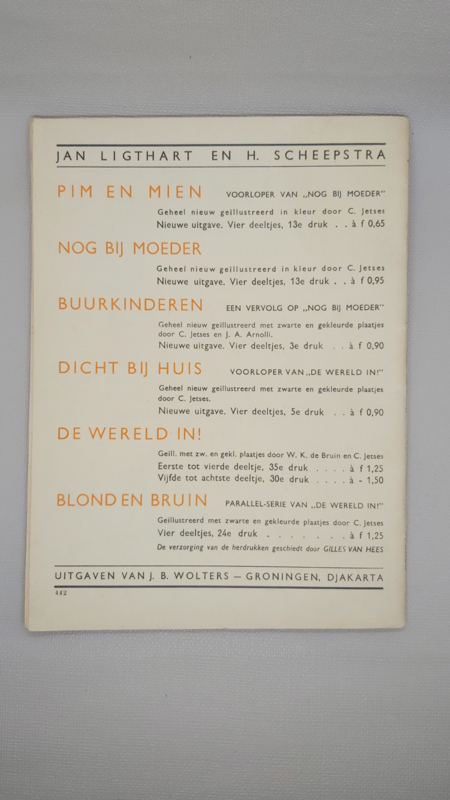 JAN LIGTHART EN H. SCHEEPSTRA
PIM EN MIEN VOORLOPER VAN „NOG BIJ MOEDER"
Geheel nieuw geïllustreerd in kleur door C. Jetses
Nieuwe uitgave. Vier deeltjes, 13e druk . . à f 0,65
NOG BIJ MOEDER
Geheel nieuw geïllustreerd in kleur door C. Jetses
Nieuwe uitgave. Vier deeltjes, 13e druk . . à f 0,95
BUURKINDEREN EEN VERVOLG OP „NOG BIJ MOEDER"
Geheel nieuw geïllustreerd met zwarte en gekleurde plaatjes
door C. Jetses en J. A. Arnolli.
Nieuwe uitgave. Vier deeltjes, 3e druk . . à f 0,90
DICHT BIJ HUIS VOORLOPER VAN „DE WERELD IN!"
Geheel nieuw geïllustreerd met zwarte en gekleurde plaatjes
door C. Jetses.
Nieuwe uitgave. Vier deeltjes, 5e druk . . à f 0,90
DE WERELD IN!
Geïll. met zw. en gekl. plaatjes door W. K. de Bruin en C. Jetses
Eerste tot vierde deeltje, 35e druk . . . . à f 1,25
Vijfde tot achtste deeltje, 30e druk . . . . à - 1,50
BLOND EN BRUIN PARALLEL-SERIE VAN „DE WERELD IN!"
Geïllustreerd met zwarte en gekleurde plaatjes door C. Jetses
Vier deeltjes, 24e druk . . . . . . . à f 1,25
De verzorging van de herdrukken geschiedt door GILLES VAN HEES
UITGAVEN VAN J. B. WOLTERS — GRONINGEN, DJAKARTA
442